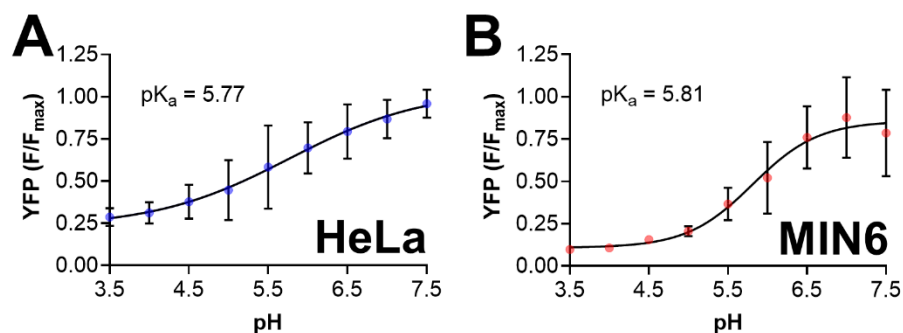 A
YFP (F/Fmax)
1.25
1.00
0.75
0.50
0.25
0.00
pKa = 5.77
HeLa
3.5
4.5
5.5
6.5
7.5
pH
B
YFP (F/Fmax)
1.25
1.00
0.75
0.50
0.25
0.00
pKa = 5.81
MIN6
3.5
4.5
5.5
6.5
7.5
pH